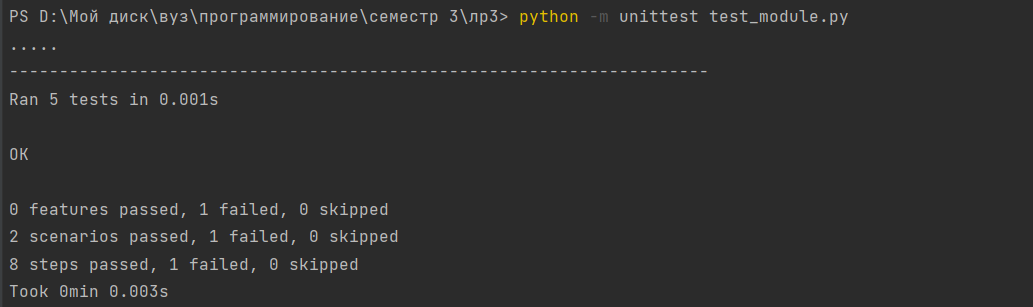 PS D:\Мой диск\вуз\программирование\семестр 3\лр3> python -m unittest test_module.py
.....
----------------------------------------------------------------------
Ran 5 tests in 0.001s
OK
0 features passed, 1 failed, 0 skipped
2 scenarios passed, 1 failed, 0 skipped
8 steps passed, 1 failed, 0 skipped
Took 0min 0.003s